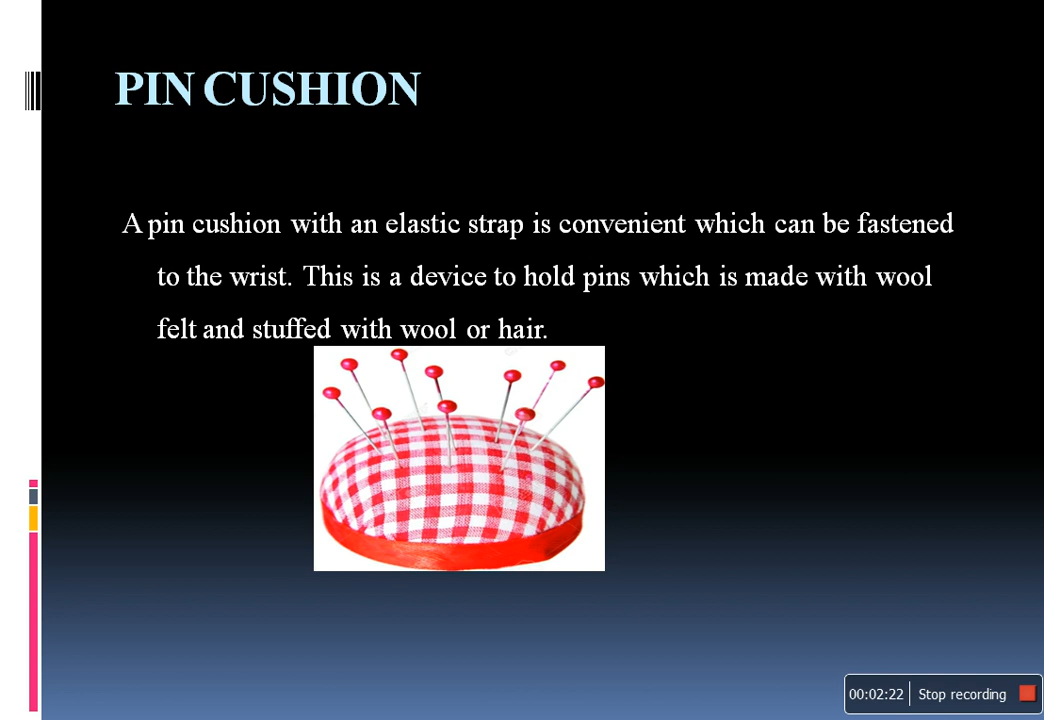 PIN CUSHION
A pin cushion with an elastic strap is convenient which can be fastened
to the wrist. This is a device to hold pins which is made with wool
felt and stuffed with wool or hair.
00:02:22 Stop recording